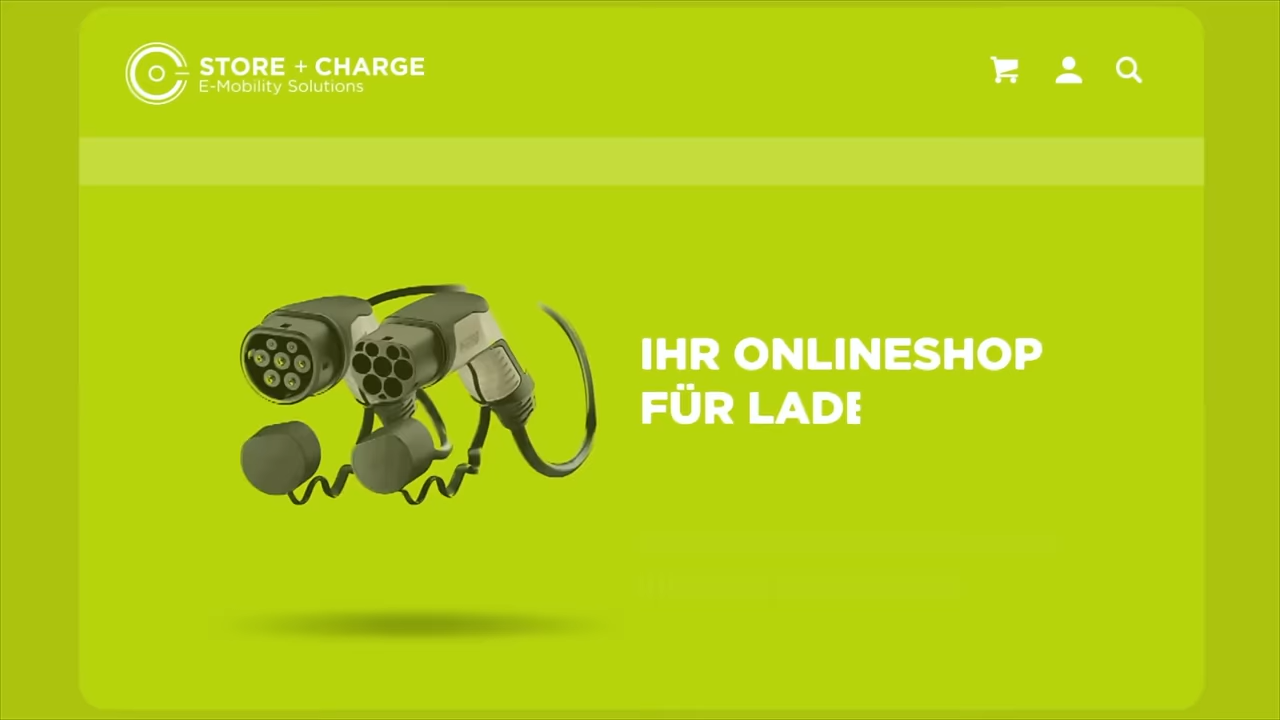 STORE + CHARGE
E-Mobility Solutions
IHR ONLINESHOP
FÜR LADE